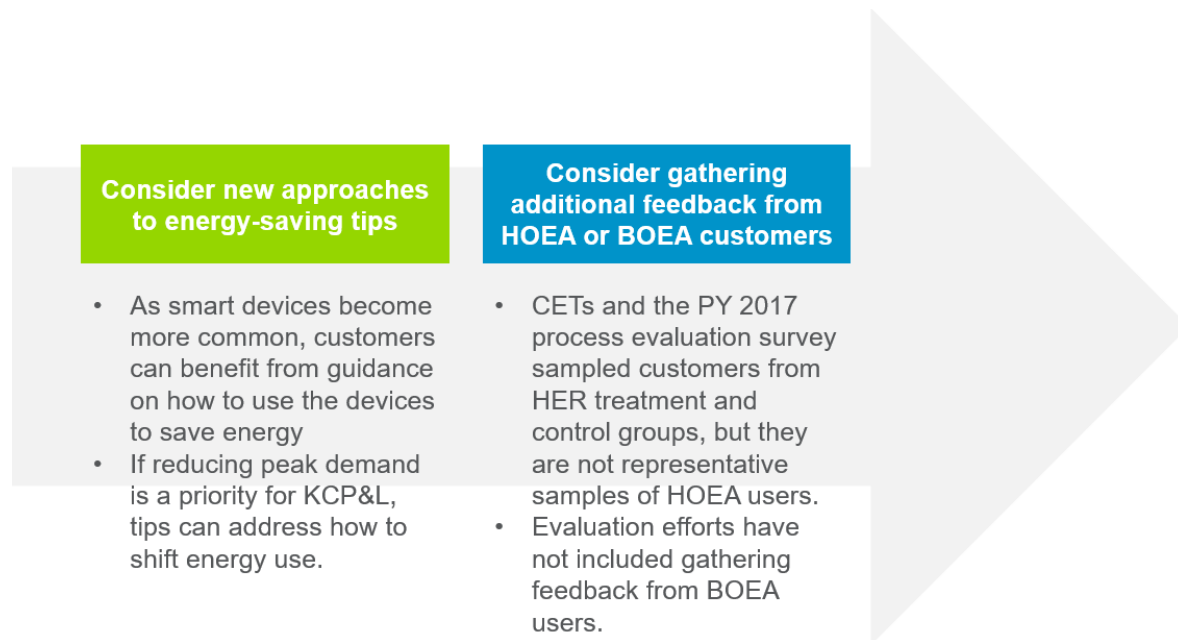 Consider new approaches
to energy-saving tips
• As smart devices become
more common, customers
can benefit from guidance
on how to use the devices
to save energy
• If reducing peak demand
is a priority for KCP&L,
tips can address how to
shift energy use.
Consider gathering
additional feedback from
HOEA or BOEA customers
• CETs and the PY 2017
process evaluation survey
sampled customers from
HER treatment and
control groups, but they
are not representative
samples of HOEA users.
• Evaluation efforts have
not included gathering
feedback from BOEA
users.